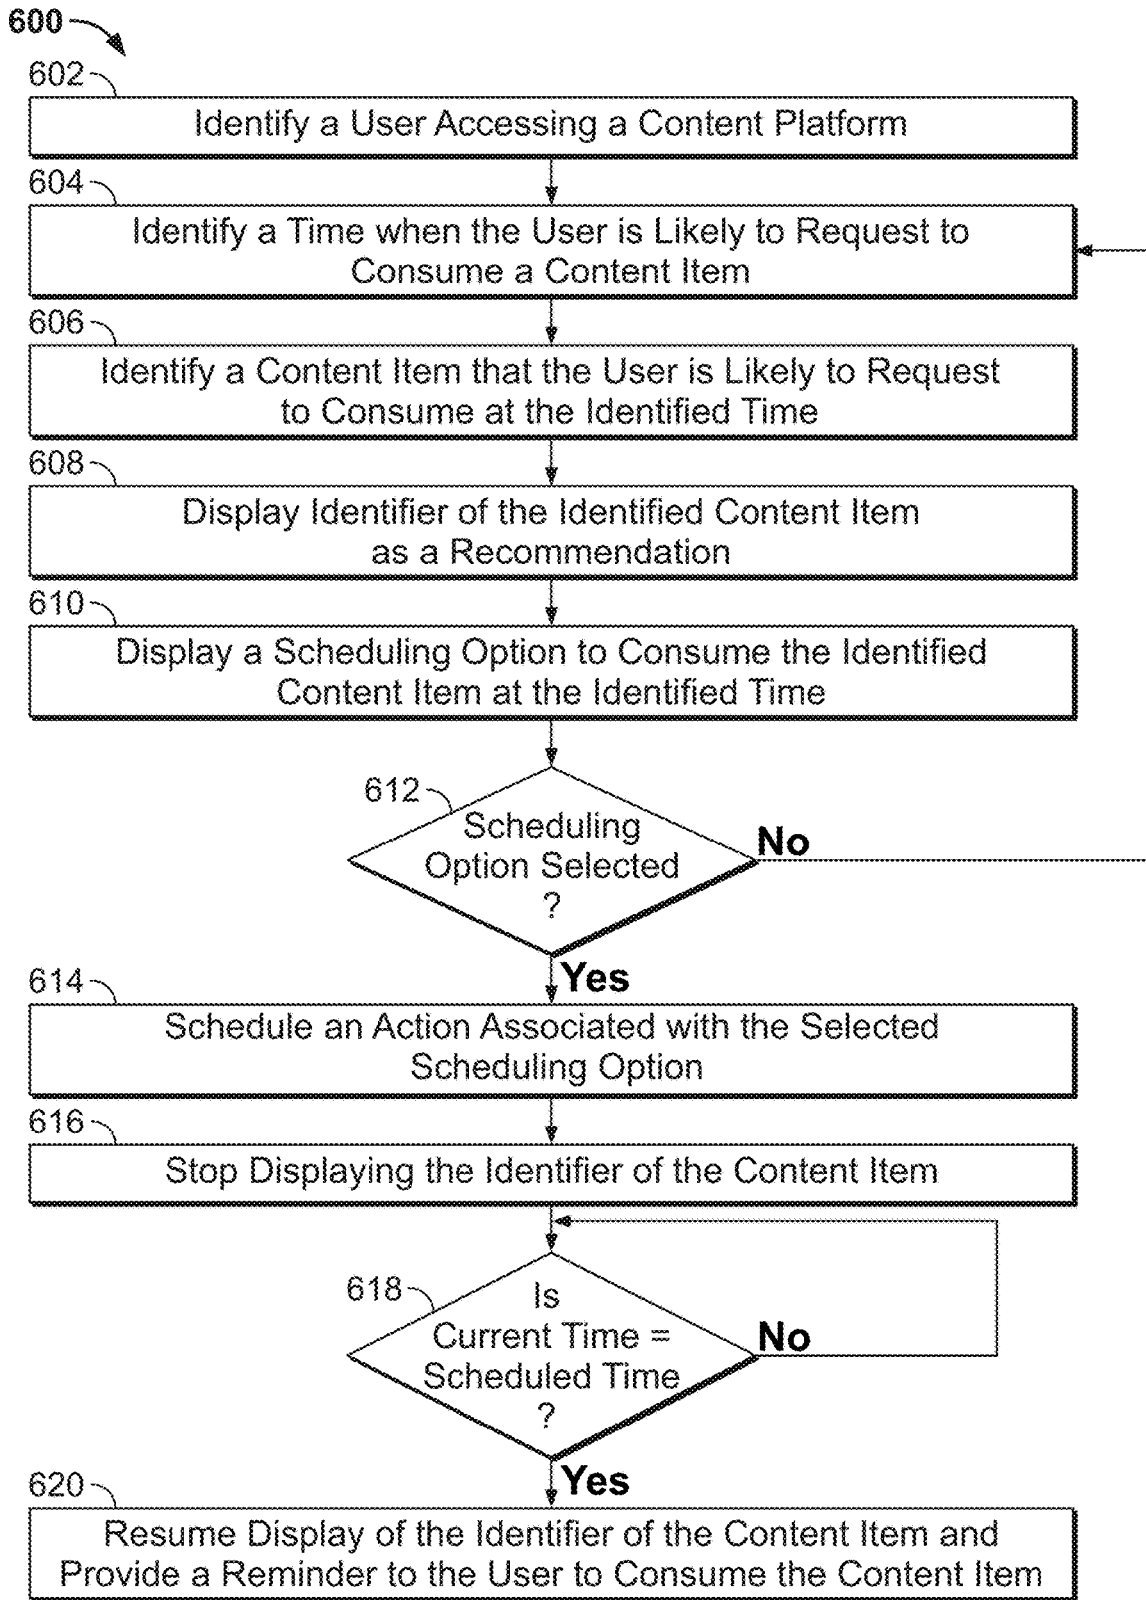 600
602
Identify a User Accessing a Content Platform
604
Identify a Time when the User is Likely to Request to
Consume a Content Item
606
Identify a Content Item that the User is Likely to Request
to Consume at the Identified Time
608
Display Identifier of the Identified Content Item
as a Recommendation
610
Display a Scheduling Option to Consume the Identified
Content Item at the Identified Time
612
Scheduling
Option Selected
?
No
Yes
614
Schedule an Action Associated with the Selected
Scheduling Option
616
Stop Displaying the Identifier of the Content Item
618
Is
Current Time =
Scheduled Time
?
No
Yes
620
Resume Display of the Identifier of the Content Item and
Provide a Reminder to the User to Consume the Content Item